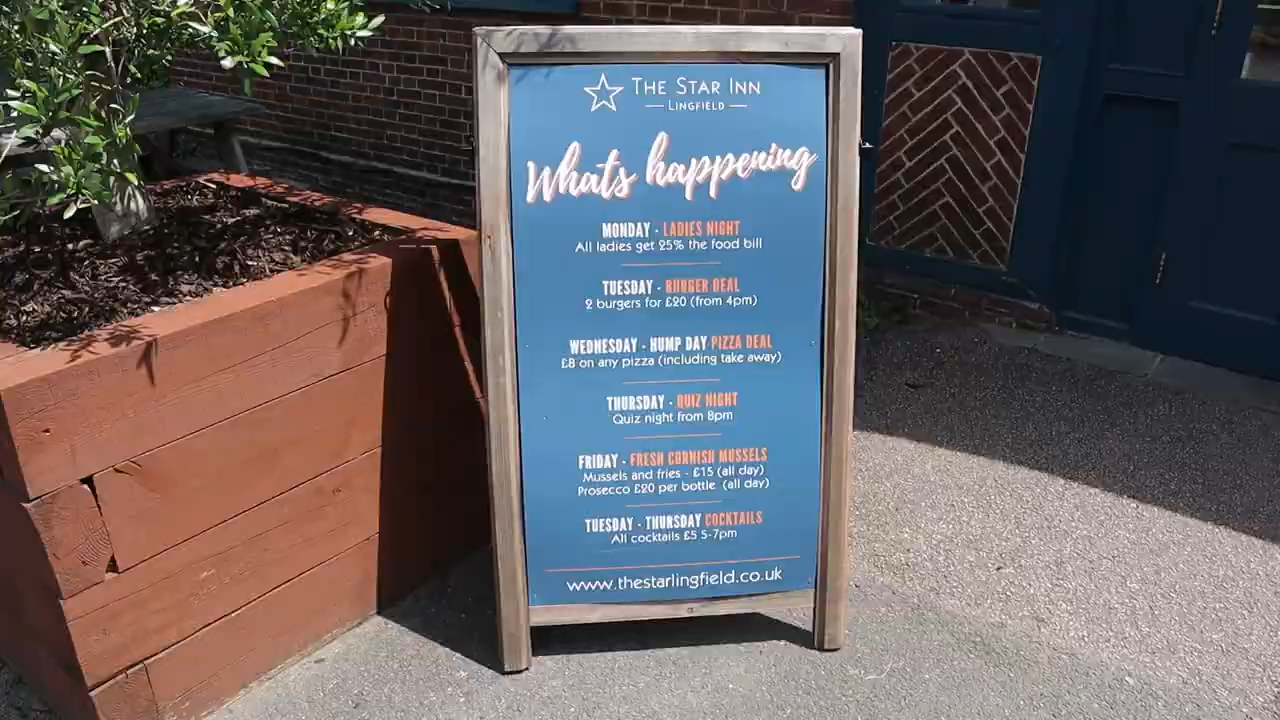 THE STAR INN
LINGFIELD
Whats happening
MONDAY - LADIES NIGHT
All ladies get 25% the food bill
TUESDAY - BURGER DEAL
2 burgers for £20 (from 4pm)
WEDNESDAY - HUMP DAY PIZZA DEAL
£8 on any pizza (including take away)
THURSDAY - QUIZ NIGHT
Quiz night from 8pm
FRIDAY - FRESH CORNISH MUSSELS
Mussels and fries - £15 (all day)
Prosecco £20 per bottle (all day)
TUESDAY - THURSDAY COCKTAILS
All cocktails £5 5-7pm
www.thestarlingfield.co.uk